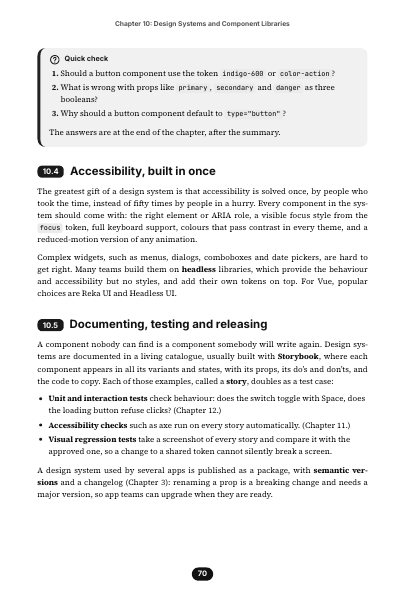 Chapter 10: Design Systems and Component Libraries
Quick check
1. Should a button component use the token indigo-600 or color-action?
2. What is wrong with props like primary, secondary and danger as three
booleans?
3. Why should a button component default to type="button"?
The answers are at the end of the chapter, after the summary.
10.4 Accessibility, built in once
The greatest gift of a design system is that accessibility is solved once, by people who
took the time, instead of fifty times by people in a hurry. Every component in the sys-
tem should come with: the right element or ARIA role, a visible focus style from the
focus token, full keyboard support, colours that pass contrast in every theme, and a
reduced-motion version of any animation.
Complex widgets, such as menus, dialogs, comboboxes and date pickers, are hard to
get right. Many teams build them on headless libraries, which provide the behaviour
and accessibility but no styles, and add their own tokens on top. For Vue, popular
choices are Reka UI and Headless UI.
10.5 Documenting, testing and releasing
A component nobody can find is a component somebody will write again. Design sys-
tems are documented in a living catalogue, usually built with Storybook, where each
component appears in all its variants and states, with its props, its do's and don'ts, and
the code to copy. Each of those examples, called a story, doubles as a test case:
• Unit and interaction tests check behaviour: does the switch toggle with Space, does
the loading button refuse clicks? (Chapter 12.)
• Accessibility checks such as axe run on every story automatically. (Chapter 11.)
• Visual regression tests take a screenshot of every story and compare it with the
approved one, so a change to a shared token cannot silently break a screen.
A design system used by several apps is published as a package, with semantic ver-
sions and a changelog (Chapter 3): renaming a prop is a breaking change and needs a
major version, so app teams can upgrade when they are ready.
70